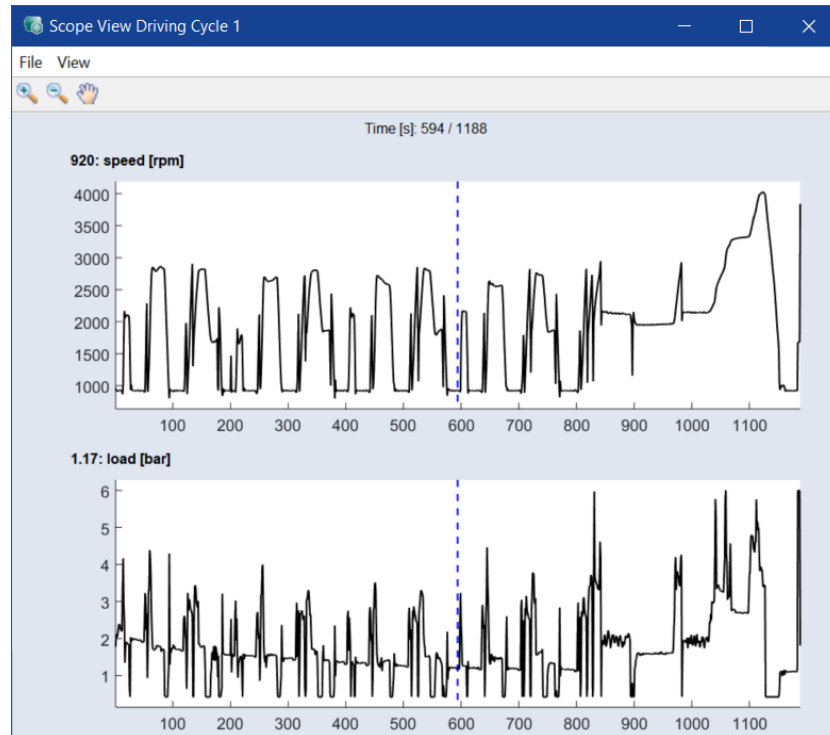 Scope View Driving Cycle 1
File View
Time [s]: 594 / 1188
920: speed [rpm]
4000
3500
3000
2500
2000
1500
1000
100 200 300 400 500 600 700 800 900 1000 1100
1.17: load [bar]
6
5
4
3
2
1
100 200 300 400 500 600 700 800 900 1000 1100